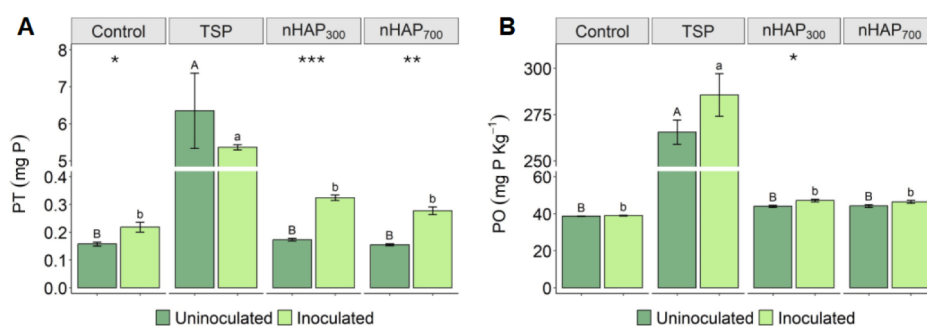 A
Control TSP nHAP₃₀₀ nHAP₇₀₀
* *** **
8
7
6
5
0.4
0.3
0.2
0.1
0.0
PT (mg P)
B b A a B b B b
Uninoculated Inoculated
B
Control TSP nHAP₃₀₀ nHAP₇₀₀
*
300
275
250
60
40
20
0
PO (mg P Kg⁻¹)
B b A a B b B b
Uninoculated Inoculated